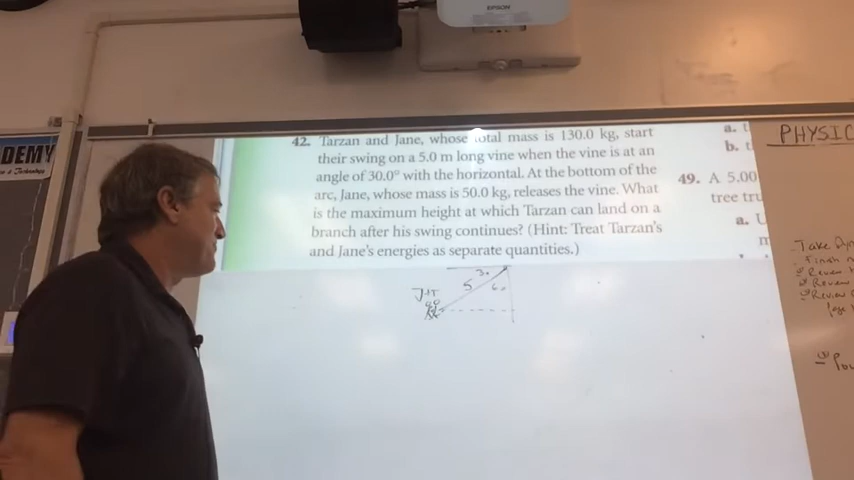 EPSON
DEMY
PHYSIC
42. Tarzan and Jane, whose total mass is 130.0 kg, start
their swing on a 5.0 m long vine when the vine is at an
angle of 30.0° with the horizontal. At the bottom of the
arc, Jane, whose mass is 50.0 kg, releases the vine. What
is the maximum height at which Tarzan can land on a
branch after his swing continues? (Hint: Treat Tarzan's
and Jane's energies as separate quantities.)
a. t
b. t
49. A 5.00
tree tru
a. U
m
J+T
5
30
60
Take
Finish
Review
Review
Review